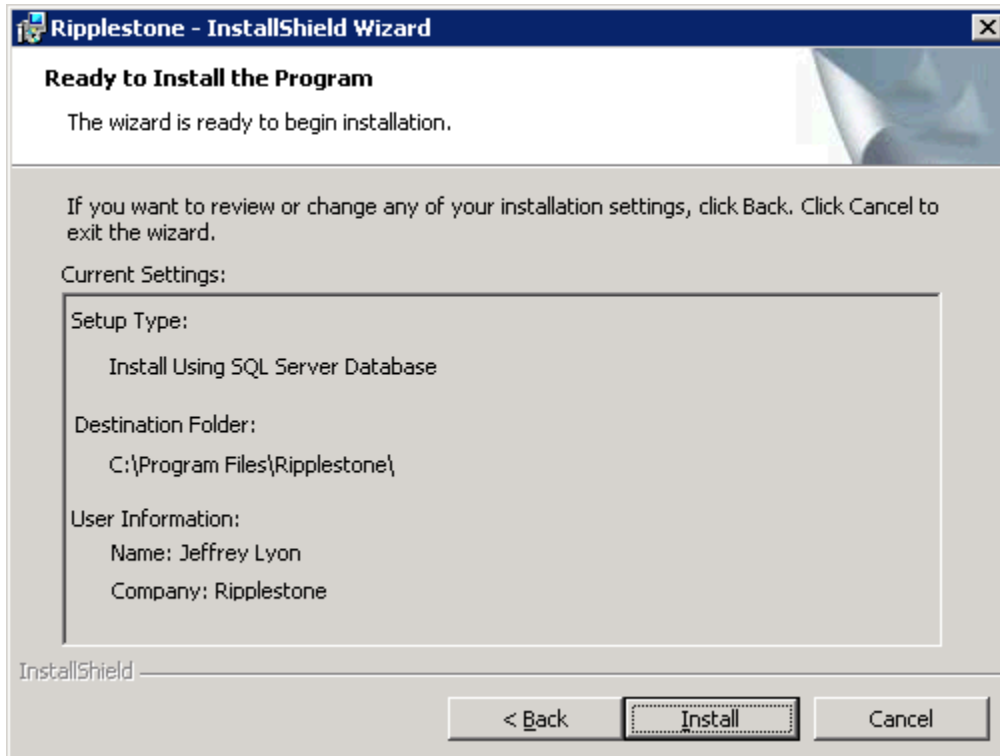 Ripplestone - InstallShield Wizard
Ready to Install the Program
The wizard is ready to begin installation.
If you want to review or change any of your installation settings, click Back. Click Cancel to
exit the wizard.
Current Settings:
Setup Type:
Install Using SQL Server Database
Destination Folder:
C:\Program Files\Ripplestone\
User Information:
Name: Jeffrey Lyon
Company: Ripplestone
InstallShield
< Back Install Cancel